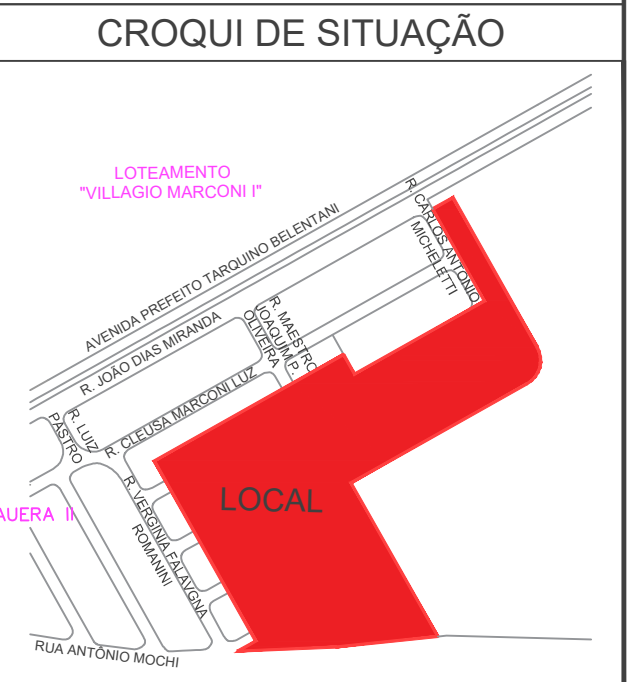 CROQUI DE SITUAÇÃO
LOTEAMENTO
"VILLAGIO MARCONI I"
AVENIDA PREFEITO TARQUINO BELENTANI
R. CARLOS ANTONIO
MICHELETTI
R. JOÃO DIAS MIRANDA
R. MAESTRO
JOAQUIM P.
OLIVEIRA
R. CLEUSA MARCONI LUZ
R. LUIZ
PASTRO
R. VERGINIA FALAVGNA
ROMANINI
LOCAL
AUERA II
RUA ANTÔNIO MOCHI